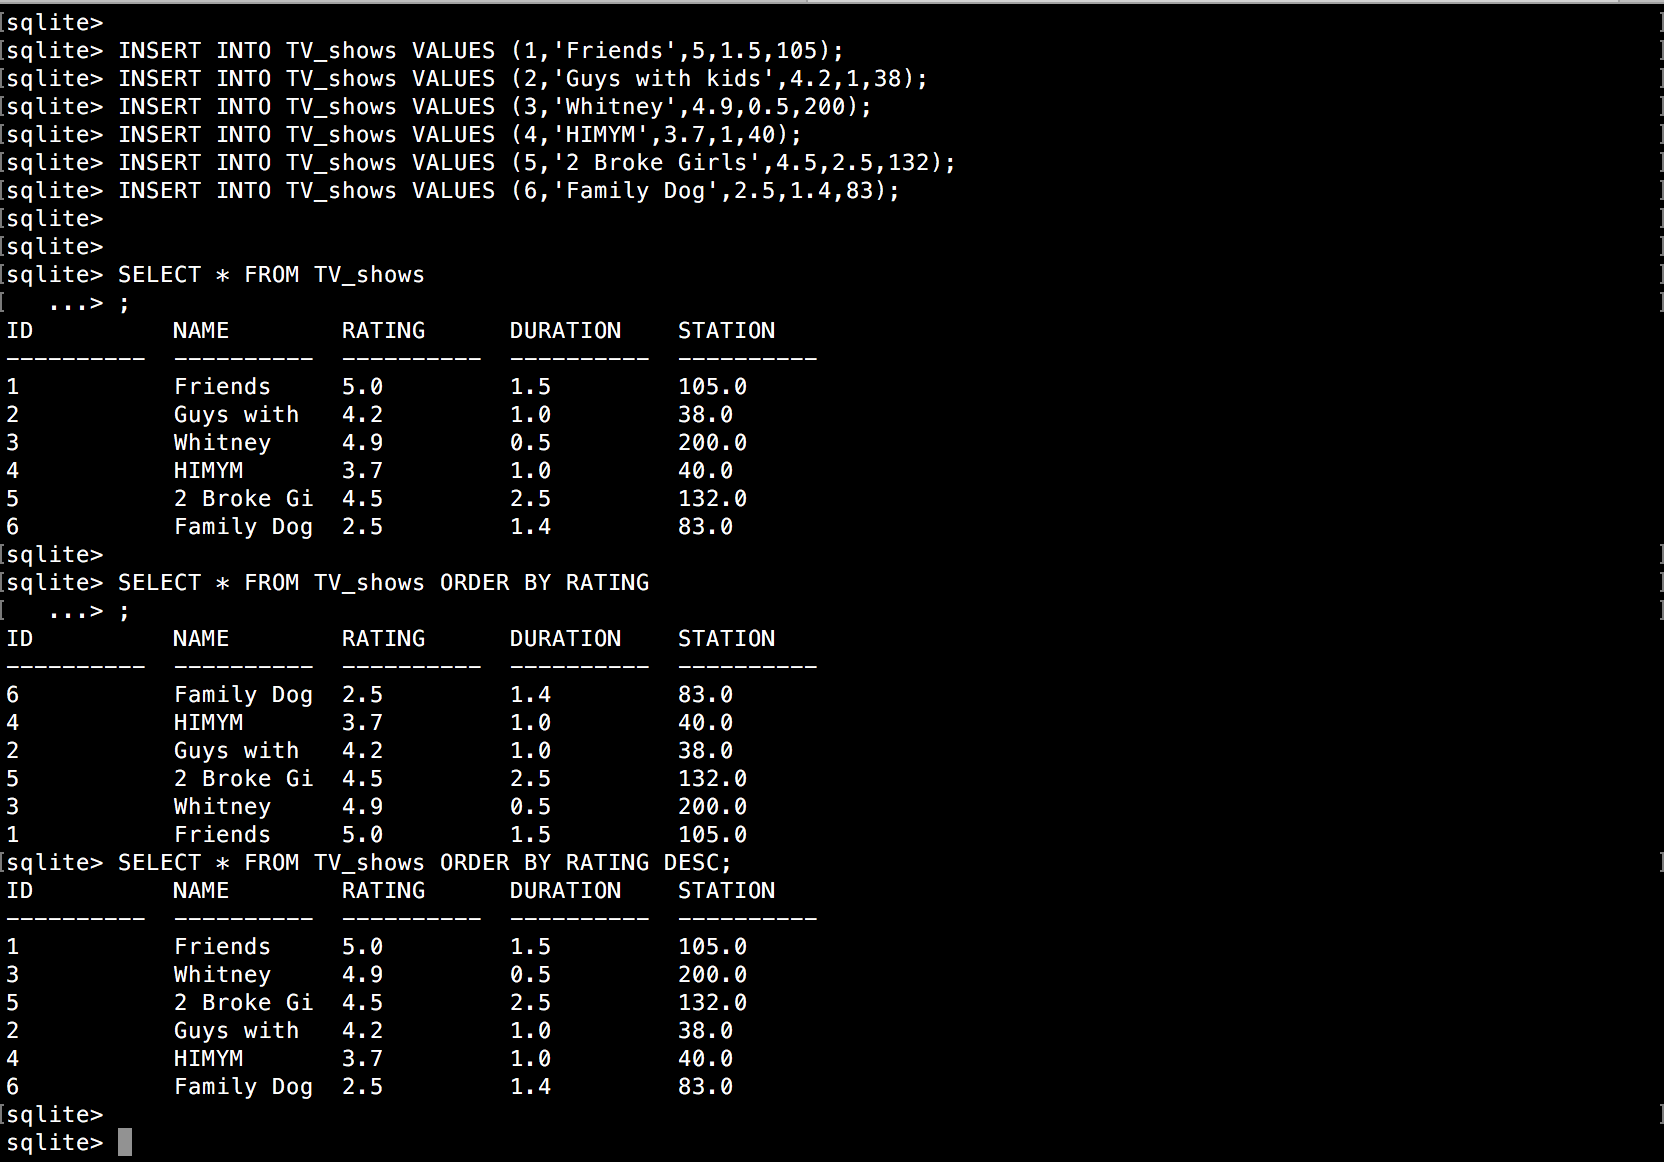 sqlite>
sqlite> INSERT INTO TV_shows VALUES (1,'Friends',5,1.5,105);
sqlite> INSERT INTO TV_shows VALUES (2,'Guys with kids',4.2,1,38);
sqlite> INSERT INTO TV_shows VALUES (3,'Whitney',4.9,0.5,200);
sqlite> INSERT INTO TV_shows VALUES (4,'HIMYM',3.7,1,40);
sqlite> INSERT INTO TV_shows VALUES (5,'2 Broke Girls',4.5,2.5,132);
sqlite> INSERT INTO TV_shows VALUES (6,'Family Dog',2.5,1.4,83);
sqlite>
sqlite>
sqlite> SELECT * FROM TV_shows
   ...> ;
ID          NAME        RATING      DURATION    STATION
----------  ----------  ----------  ----------  ----------
1           Friends     5.0         1.5         105.0
2           Guys with   4.2         1.0         38.0
3           Whitney     4.9         0.5         200.0
4           HIMYM       3.7         1.0         40.0
5           2 Broke Gi  4.5         2.5         132.0
6           Family Dog  2.5         1.4         83.0
sqlite>
sqlite> SELECT * FROM TV_shows ORDER BY RATING
   ...> ;
ID          NAME        RATING      DURATION    STATION
----------  ----------  ----------  ----------  ----------
6           Family Dog  2.5         1.4         83.0
4           HIMYM       3.7         1.0         40.0
2           Guys with   4.2         1.0         38.0
5           2 Broke Gi  4.5         2.5         132.0
3           Whitney     4.9         0.5         200.0
1           Friends     5.0         1.5         105.0
sqlite> SELECT * FROM TV_shows ORDER BY RATING DESC;
ID          NAME        RATING      DURATION    STATION
----------  ----------  ----------  ----------  ----------
1           Friends     5.0         1.5         105.0
3           Whitney     4.9         0.5         200.0
5           2 Broke Gi  4.5         2.5         132.0
2           Guys with   4.2         1.0         38.0
4           HIMYM       3.7         1.0         40.0
6           Family Dog  2.5         1.4         83.0
sqlite>
sqlite>